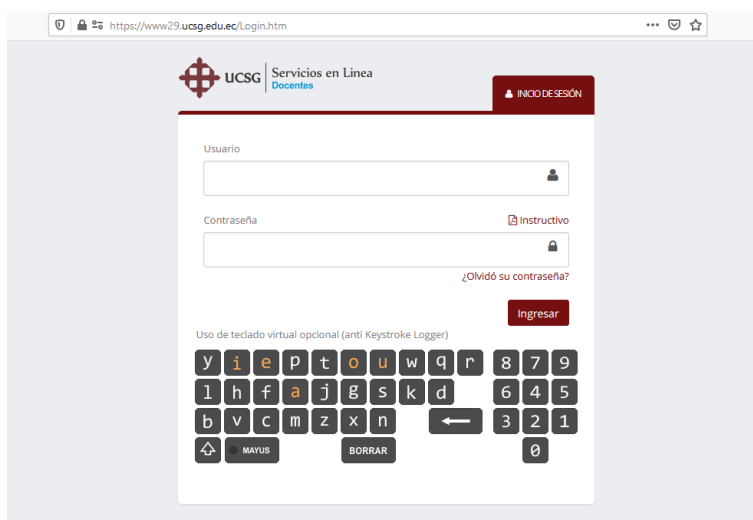 https://www29.ucsg.edu.ec/Login.htm
UCSG
Servicios en Linea
Docentes
INICIO DE SESIÓN
Usuario
Contraseña
Instructivo
¿Olvidó su contraseña?
Ingresar
Uso de teclado virtual opcional (anti Keystroke Logger)
y i e p t o u w q r 8 7 9
l h f a j g s k d 6 4 5
b v c m z x n 3 2 1
MAYUS BORRAR 0